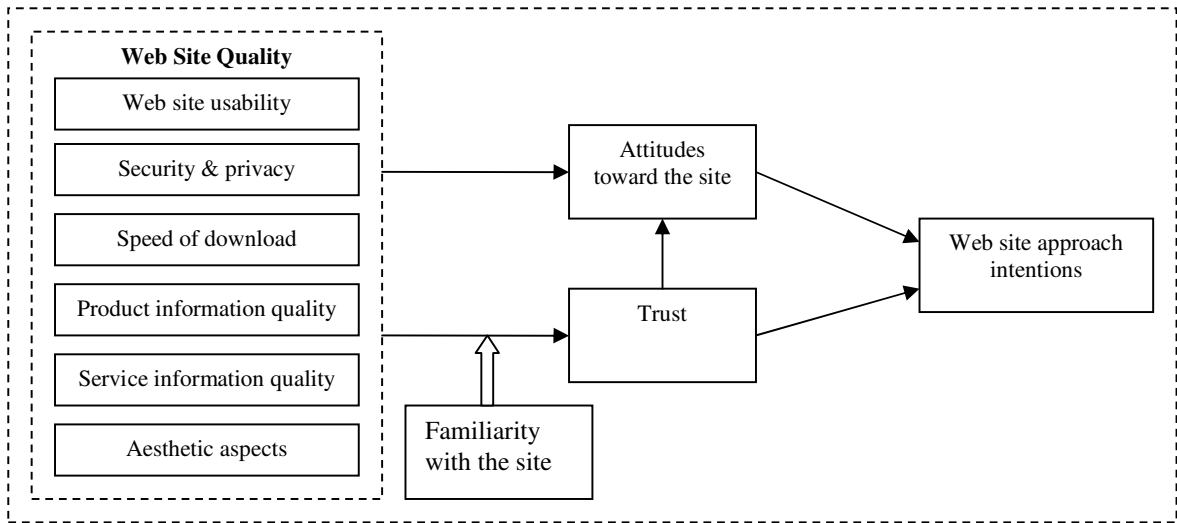 Web Site Quality
Web site usability
Security & privacy
Speed of download
Product information quality
Service information quality
Aesthetic aspects
Attitudes
toward the site
Trust
Familiarity
with the site
Web site approach
intentions